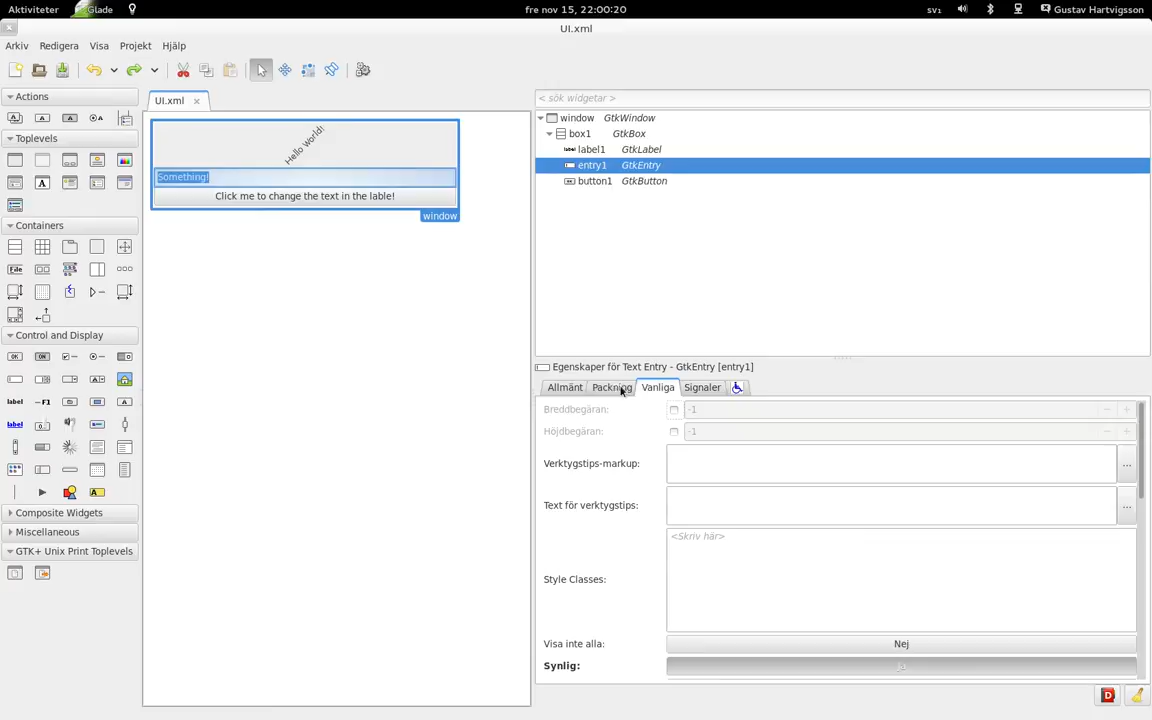 Aktiviteter Glade fre nov 15, 22:00:20 sv₁ Gustav Hartvigsson
UI.xml
Arkiv Redigera Visa Projekt Hjälp
Actions
UI.xml
< sök widgetar >
window GtkWindow
box1 GtkBox
label1 GtkLabel
entry1 GtkEntry
button1 GtkButton
Toplevels
Hello World!
Something!
Click me to change the text in the lable!
window
Containers
File
Control and Display
OK ON
label
label
Composite Widgets
Miscellaneous
GTK+ Unix Print Toplevels
Egenskaper för Text Entry - GtkEntry [entry1]
Allmänt Packning Vanliga Signaler
Breddbegäran: -1
Höjdbegäran: -1
Verktygstips-markup: ...
Text för verktygstips: ...
Style Classes: <Skriv här>
Visa inte alla: Nej
Synlig: Ja